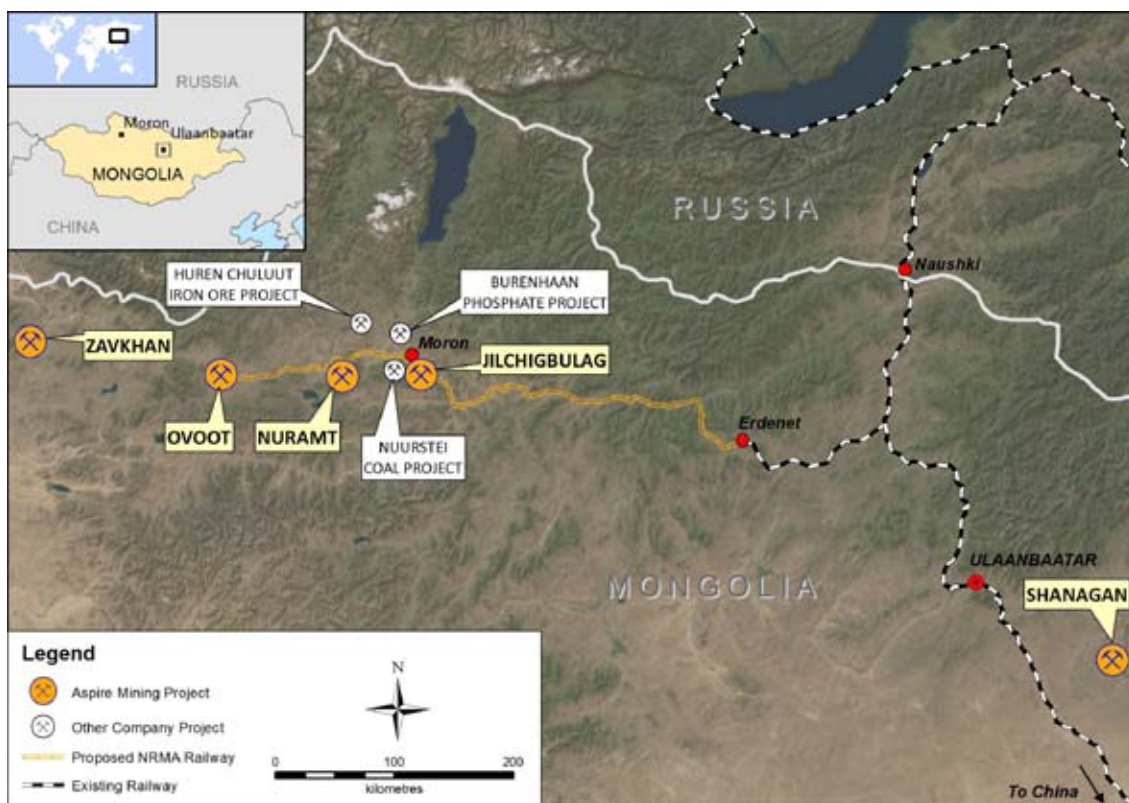 RUSSIA
Moron
Ulaanbaatar
MONGOLIA
CHINA
RUSSIA
Naushki
HUREN CHULUUT
IRON ORE PROJECT
BURENHAAN
PHOSPHATE PROJECT
ZAVKHAN
Moron
JILCHIGBULAG
OVOOT
NURAMT
NUURSTEI
COAL PROJECT
Erdenet
MONGOLIA
ULAANBAATAR
SHANAGAN
Legend
Aspire Mining Project
Other Company Project
Proposed NRMA Railway
Existing Railway
N
0 100 200
kilometres
To China